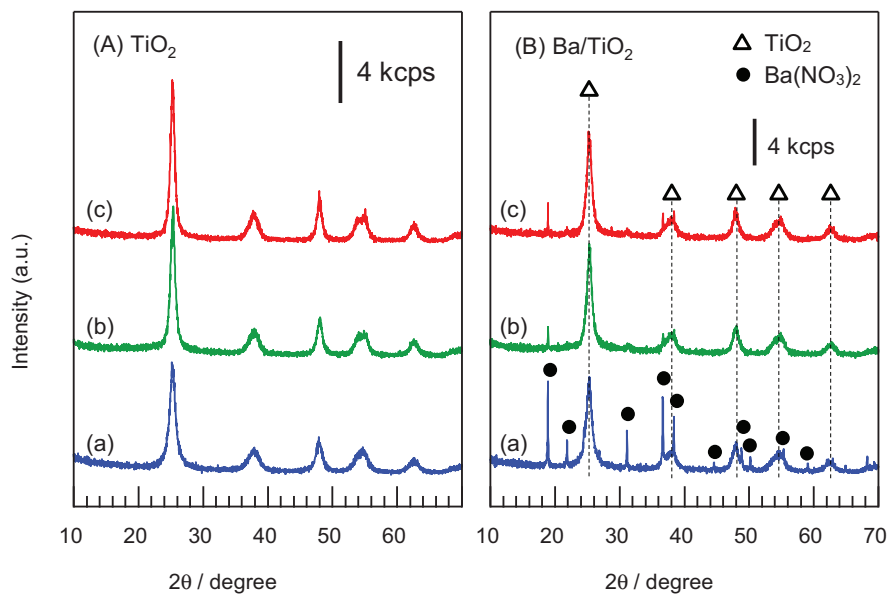 (A) TiO₂
4 kcps
(c)
(b)
(a)
10 20 30 40 50 60
2θ / degree
Intensity (a.u.)
(B) Ba/TiO₂
TiO₂
Ba(NO₃)₂
4 kcps
(c)
(b)
(a)
10 20 30 40 50 60 70
2θ / degree